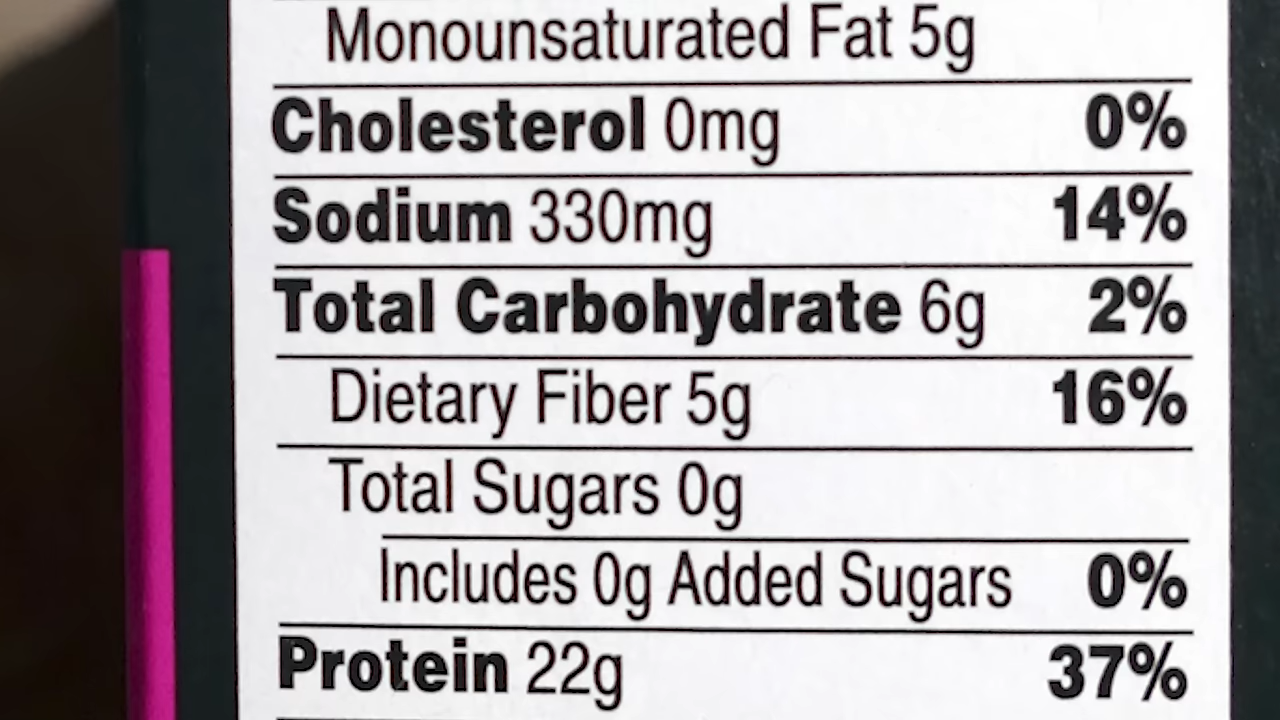 Monounsaturated Fat 5g
Cholesterol 0mg 0%
Sodium 330mg 14%
Total Carbohydrate 6g 2%
Dietary Fiber 5g 16%
Total Sugars 0g
Includes 0g Added Sugars 0%
Protein 22g 37%